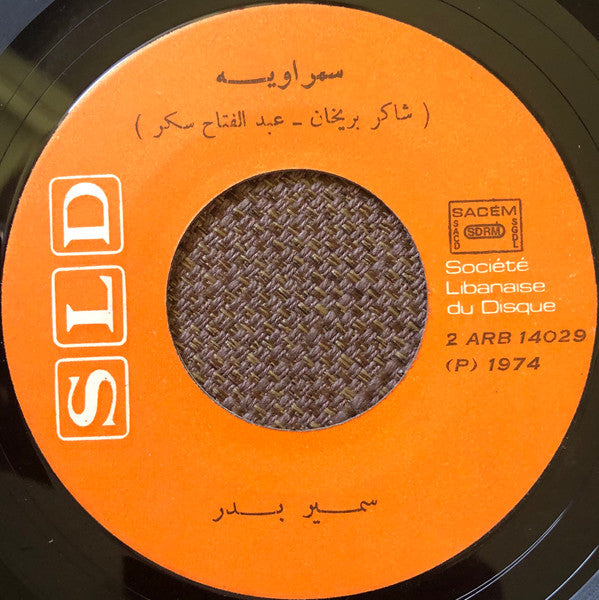 سمراويه
( شاكر بريخان - عبد الفتاح سكر )
SLD
SACEM
SACD
SDRM
SGDL
Société
Libanaise
du Disque
2 ARB 14029
(P) 1974
سمير بدر